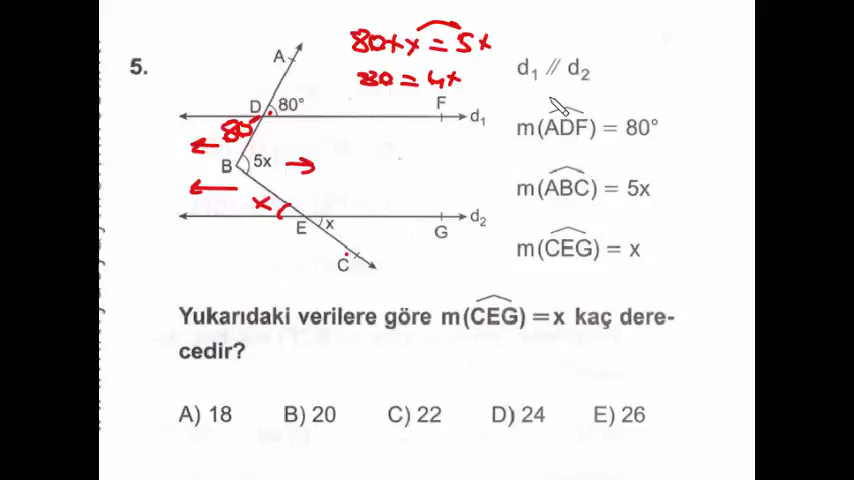 80+x = 5x
80 = 4x
5.
A
D
80°
F
d₁
80
B
5x
x
E
x
G
d₂
C
d₁ // d₂
m(ADF) = 80°
m(ABC) = 5x
m(CEG) = x
Yukarıdaki verilere göre m(CEG) = x kaç dere-
cedir?
A) 18 B) 20 C) 22 D) 24 E) 26